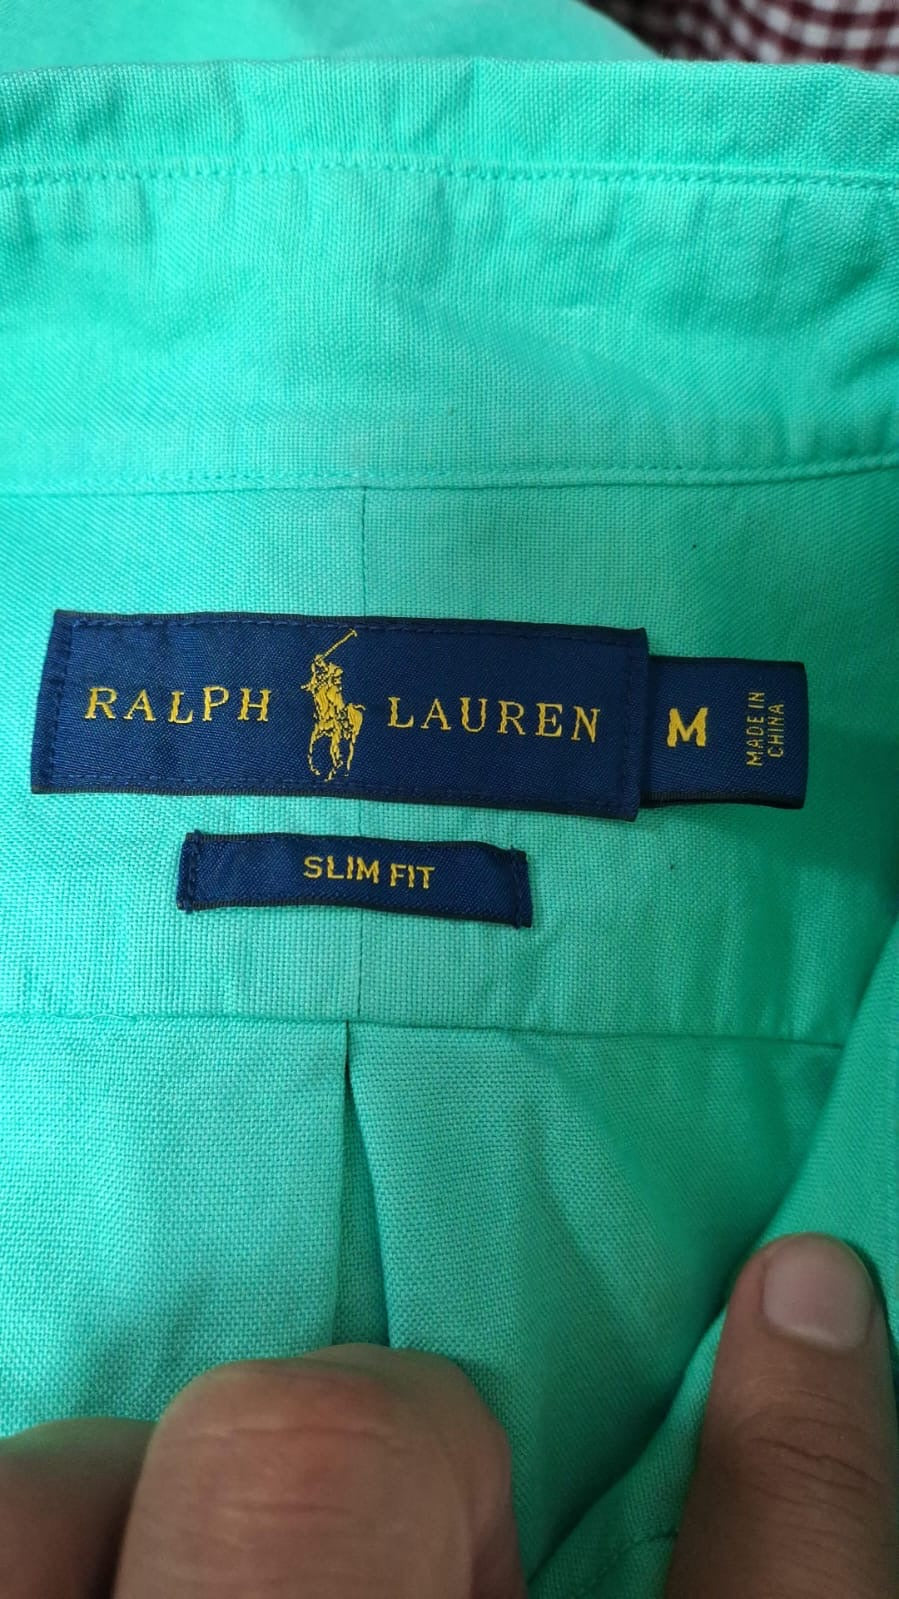 RALPH LAUREN
M
MADE IN
CHINA
SLIM FIT